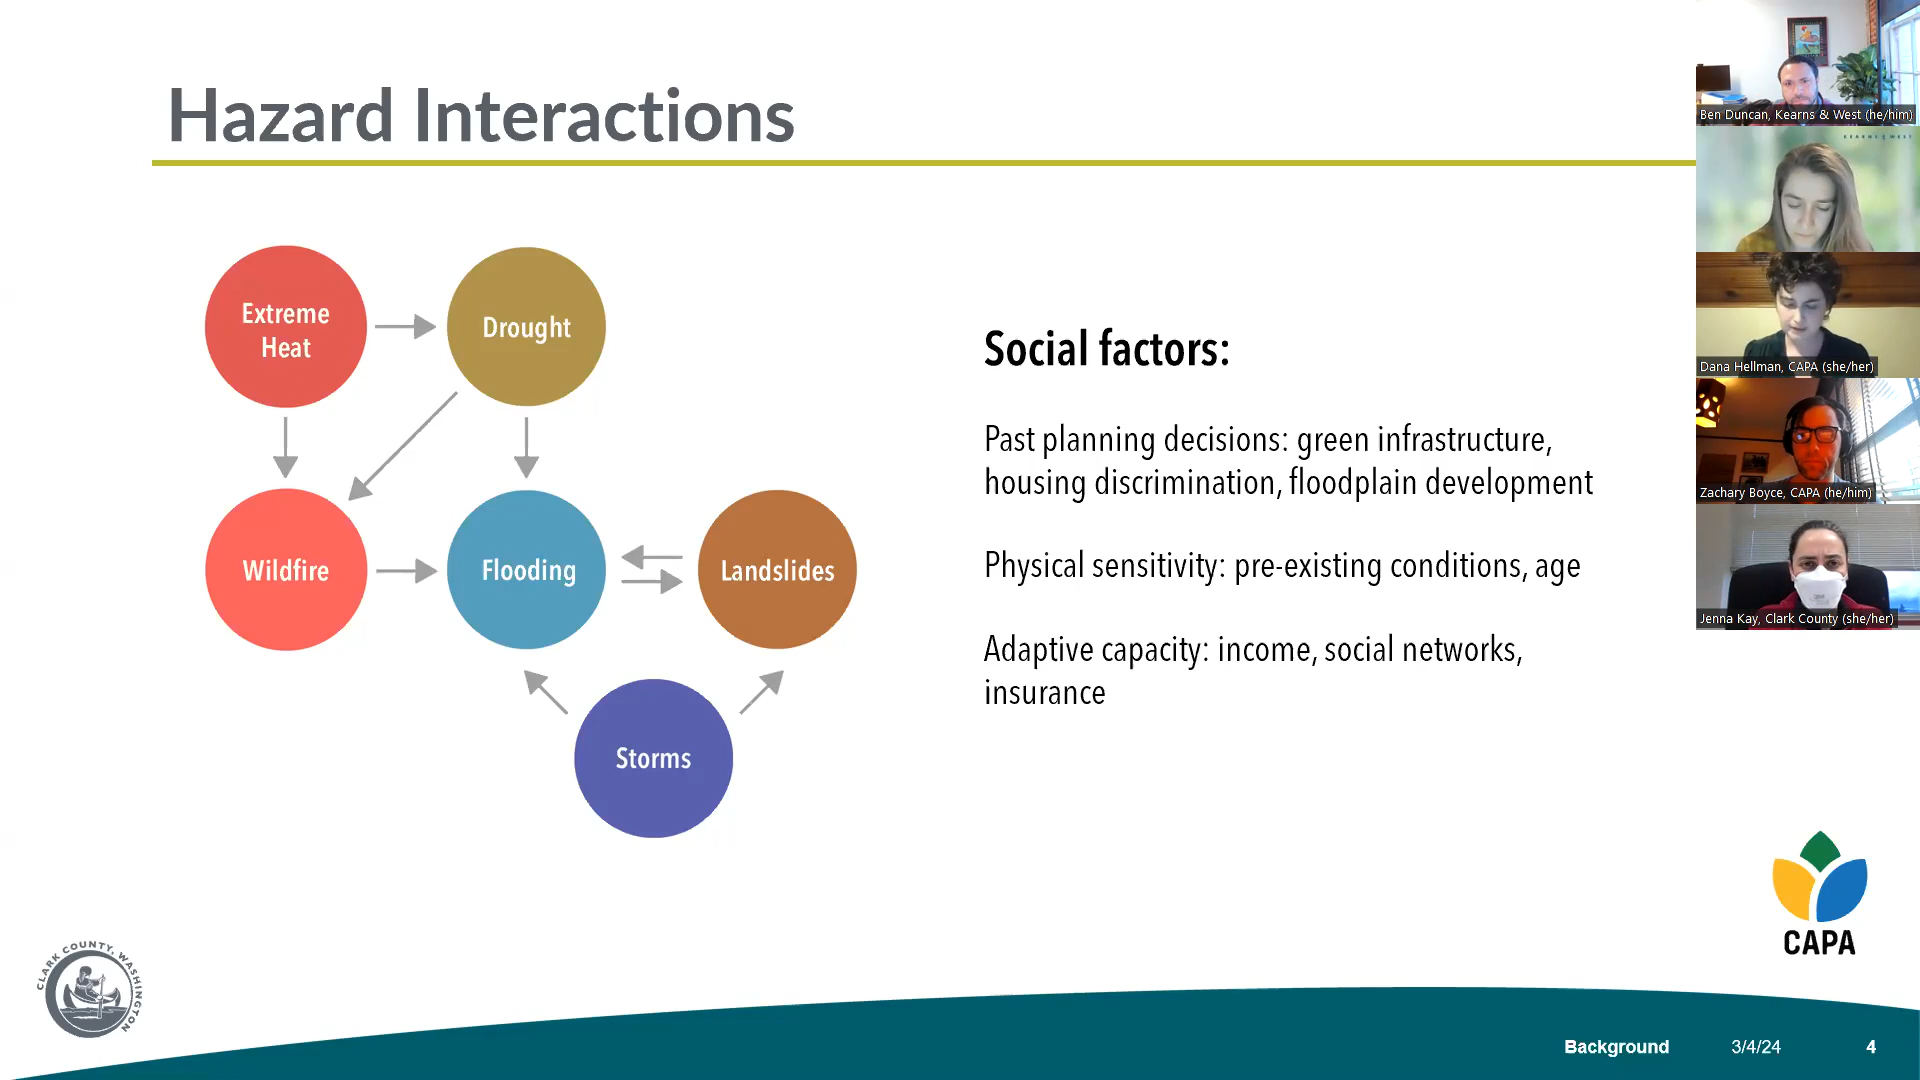 Hazard Interactions
Extreme
Heat
Drought
Wildfire
Flooding
Landslides
Storms
Social factors:
Past planning decisions: green infrastructure,
housing discrimination, floodplain development
Physical sensitivity: pre-existing conditions, age
Adaptive capacity: income, social networks,
insurance
Ben Duncan, Kearns & West (he/him)
KEARNS & WEST
Dana Hellman, CAPA (she/her)
Zachary Boyce, CAPA (he/him)
Jenna Kay, Clark County (she/her)
CAPA
CLARK COUNTY, WASHINGTON
Background
3/4/24
4